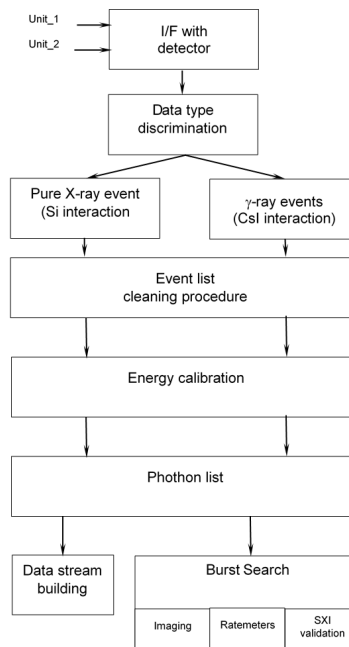 Unit_1
Unit_2
I/F with
detector
Data type
discrimination
Pure X-ray event
(Si interaction
γ-ray events
(CsI interaction)
Event list
cleaning procedure
Energy calibration
Phothon list
Data stream
building
Burst Search
Imaging
Ratemeters
SXI
validation